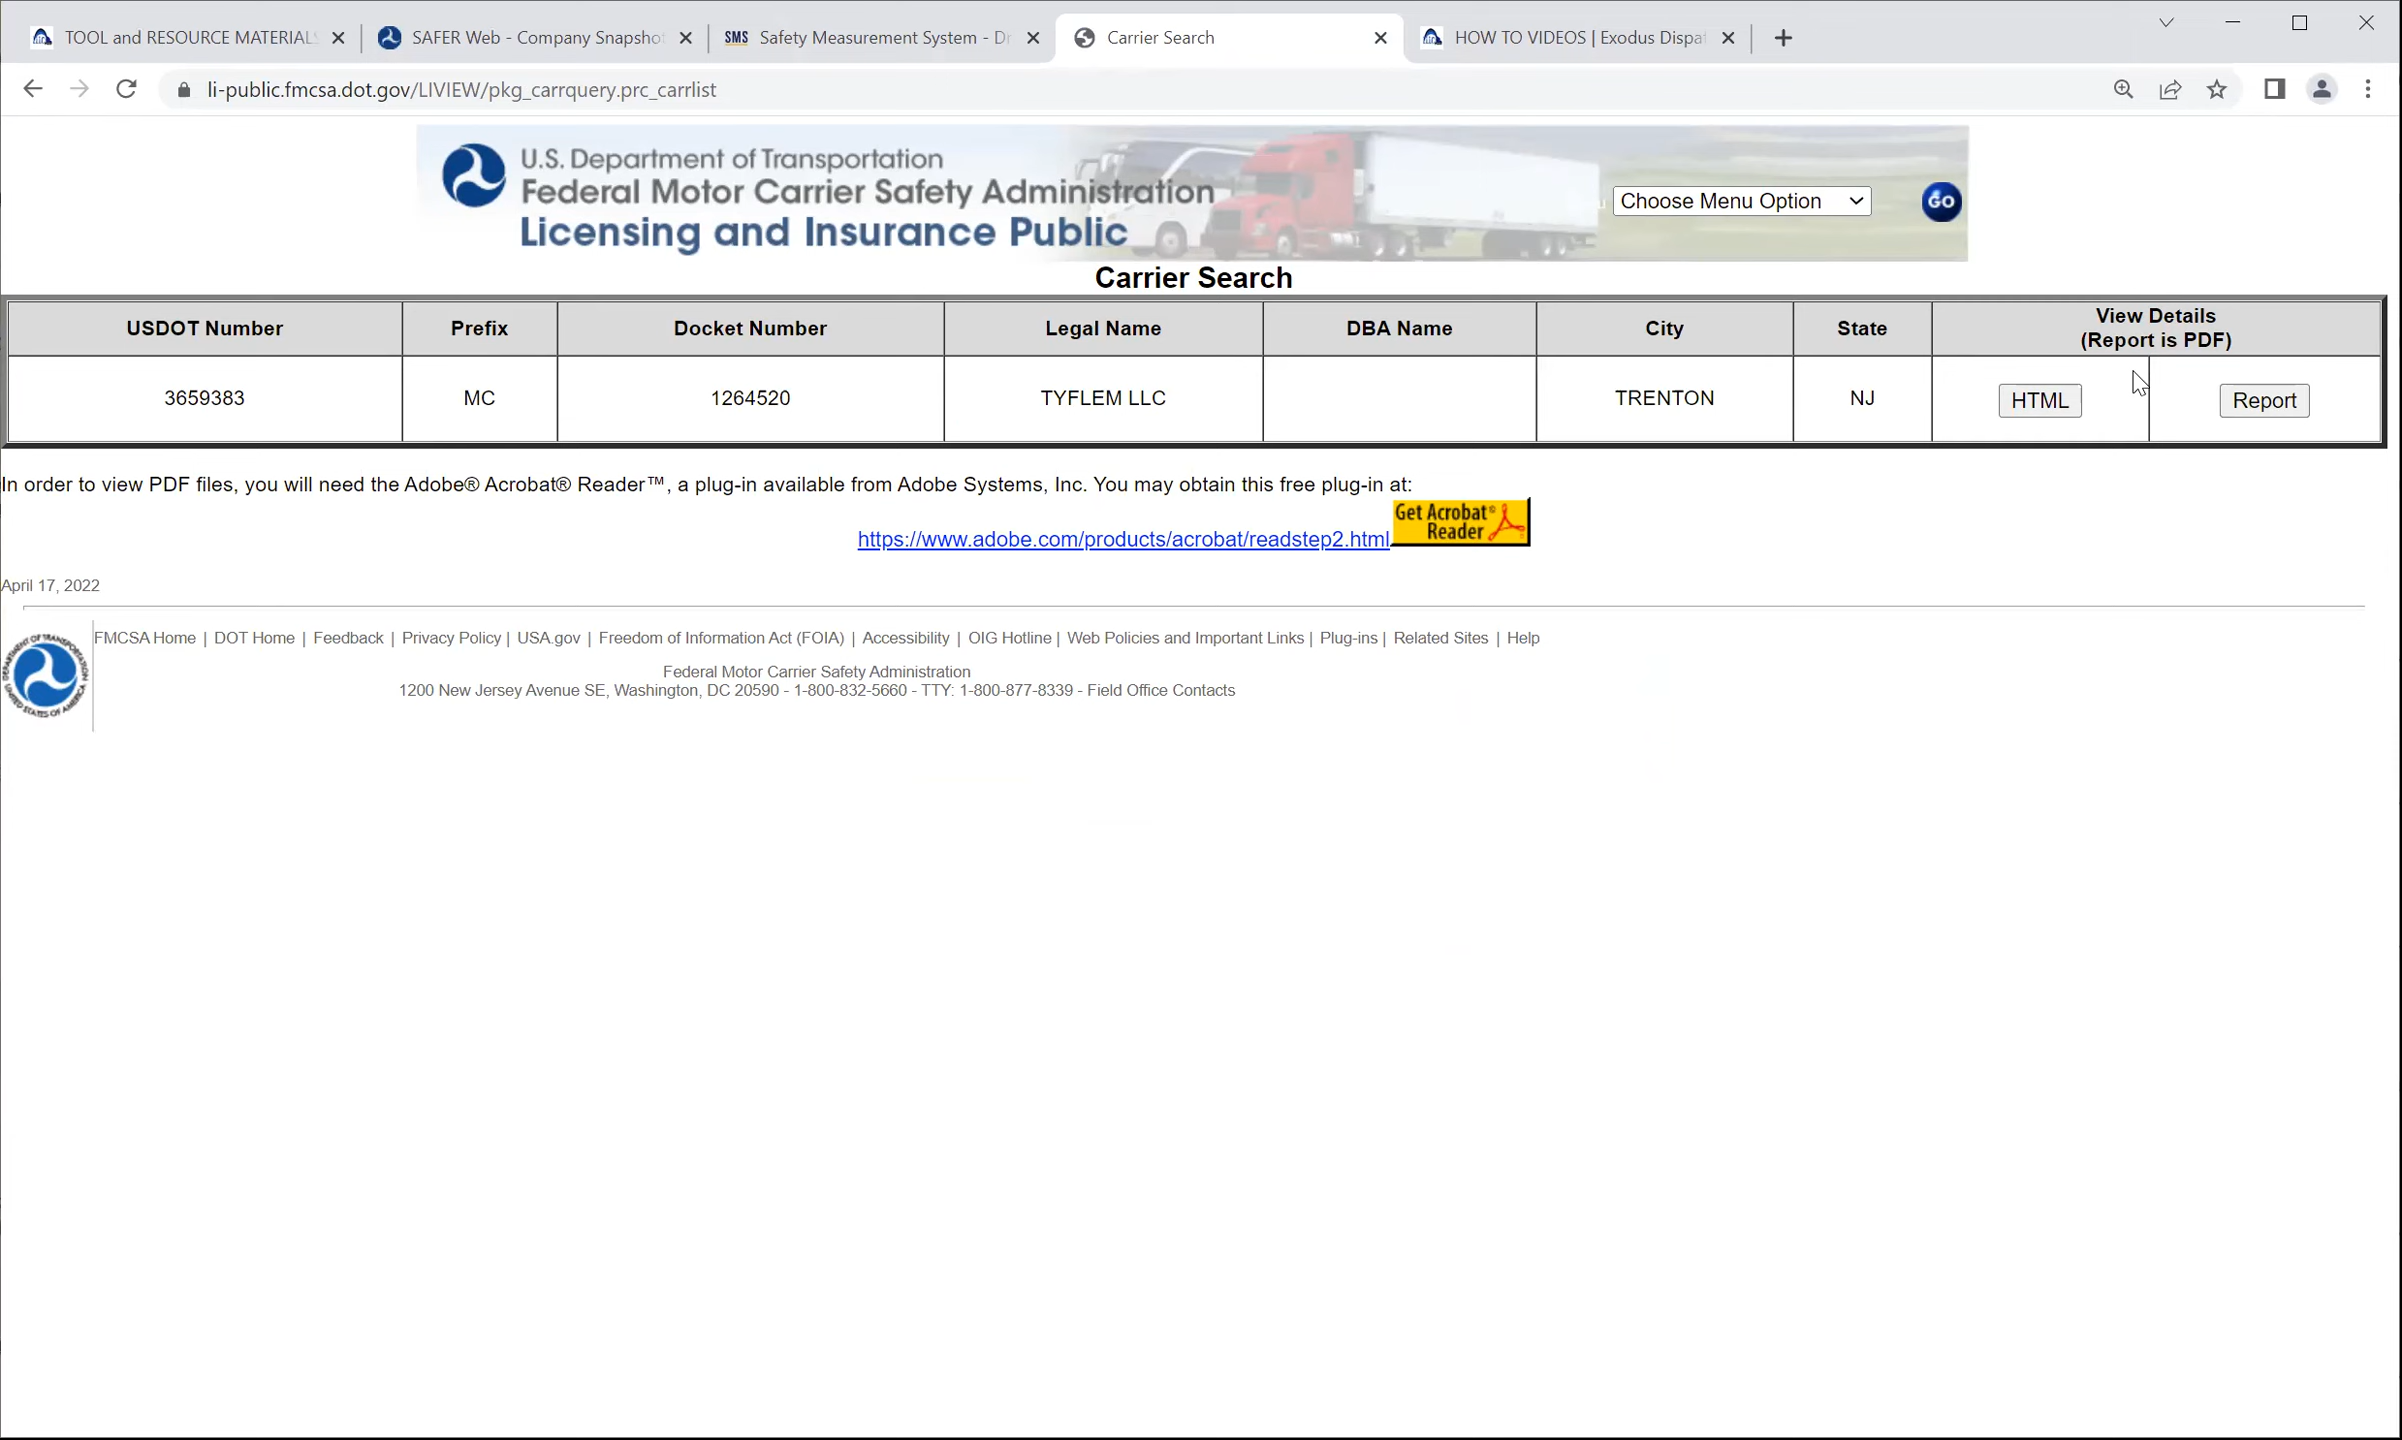 TOOL and RESOURCE MATERIALS
SAFER Web - Company Snapshot
SMS Safety Measurement System - Dr
Carrier Search
HOW TO VIDEOS | Exodus Dispat
li-public.fmcsa.dot.gov/LIVIEW/pkg_carrquery.prc_carrlist
U.S. Department of Transportation
Federal Motor Carrier Safety Administration
Licensing and Insurance Public
Choose Menu Option
GO
Carrier Search
USDOT Number Prefix Docket Number Legal Name DBA Name City State View Details
(Report is PDF)
3659383 MC 1264520 TYFLEM LLC TRENTON NJ HTML Report
In order to view PDF files, you will need the Adobe® Acrobat® Reader™, a plug-in available from Adobe Systems, Inc. You may obtain this free plug-in at:
https://www.adobe.com/products/acrobat/readstep2.html
Get Acrobat®
Reader
April 17, 2022
FMCSA Home | DOT Home | Feedback | Privacy Policy | USA.gov | Freedom of Information Act (FOIA) | Accessibility | OIG Hotline | Web Policies and Important Links | Plug-ins | Related Sites | Help
Federal Motor Carrier Safety Administration
1200 New Jersey Avenue SE, Washington, DC 20590 - 1-800-832-5660 - TTY: 1-800-877-8339 - Field Office Contacts
DEPARTMENT OF TRANSPORTATION
UNITED STATES OF AMERICA